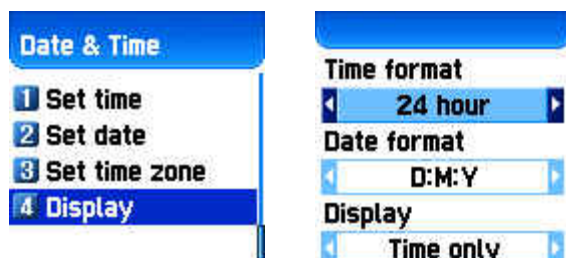 Date & Time
1 Set time
2 Set date
3 Set time zone
4 Display
Time format
24 hour
Date format
D:M:Y
Display
Time only